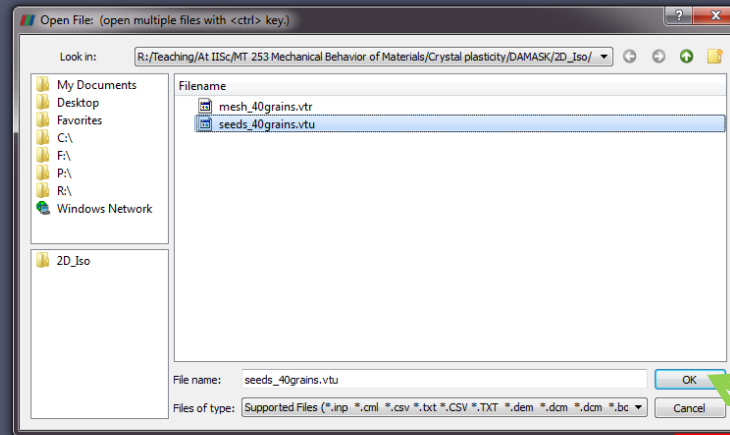 Open File: (open multiple files with <ctrl> key.)
Look in: R:/Teaching/At IISc/MT 253 Mechanical Behavior of Materials/Crystal plasticity/DAMASK/2D_Iso/
My Documents
Desktop
Favorites
C:\
F:\
P:\
R:\
Windows Network
Filename
mesh_40grains.vtr
seeds_40grains.vtu
2D_Iso
File name: seeds_40grains.vtu OK
Files of type: Supported Files (*.inp *.cml *.csv *.txt *.CSV *.TXT *.dem *.dcm *.dcm *.bc Cancel